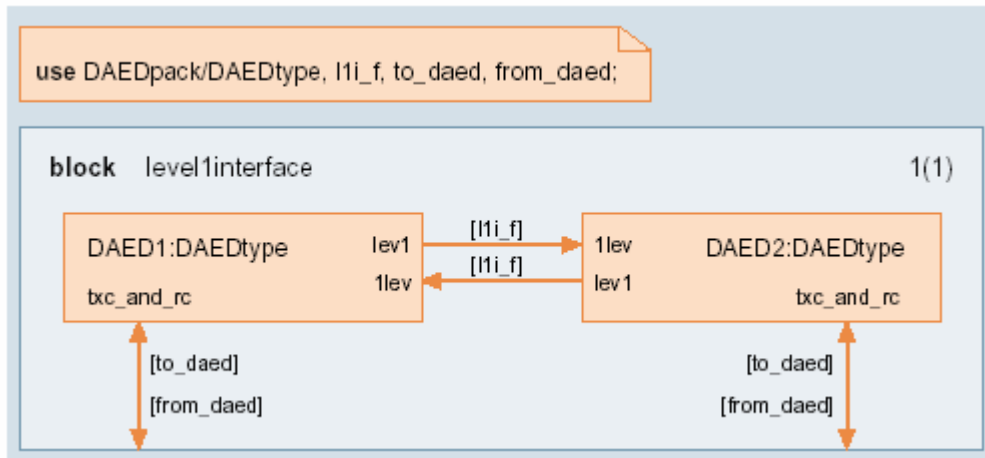 use DAEDpack/DAEDtype, l1i_f, to_daed, from_daed;
block level1interface 1(1)
DAED1:DAEDtype lev1 [l1i_f] 1lev DAED2:DAEDtype
1lev [l1i_f] lev1
txc_and_rc txc_and_rc
[to_daed] [to_daed]
[from_daed] [from_daed]